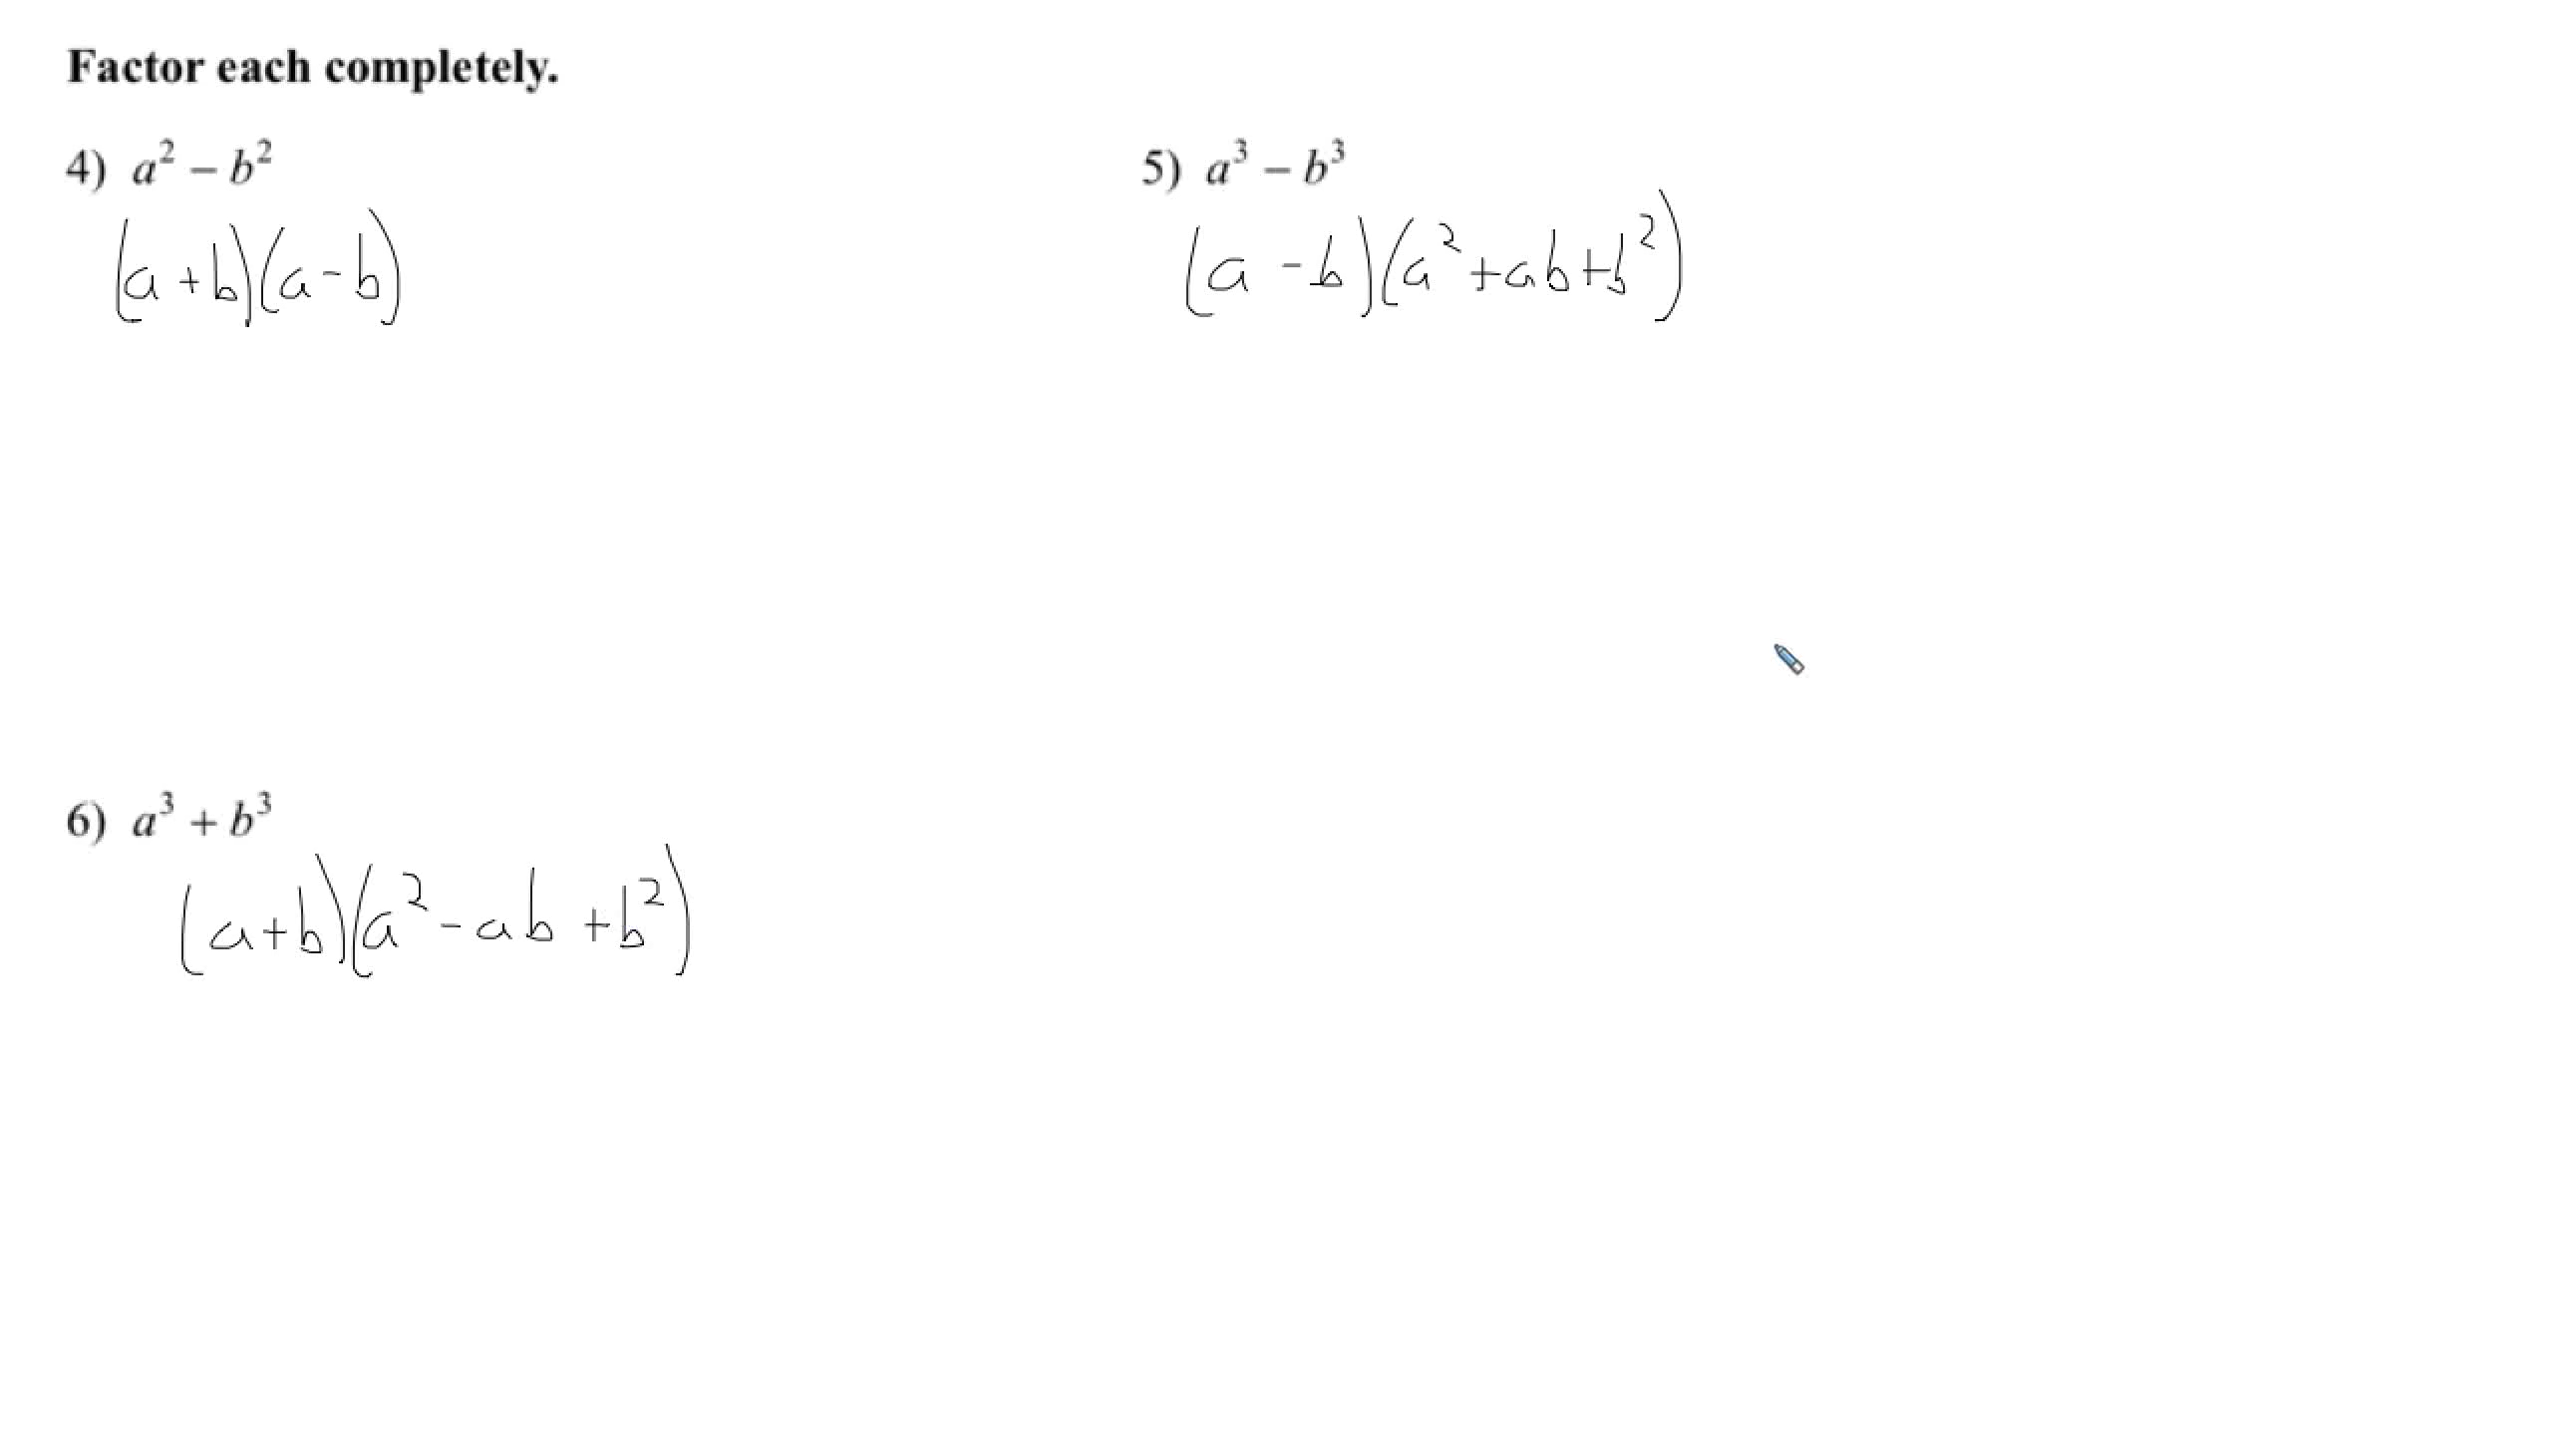 Factor each completely.
4) a² – b²
(a+b)(a-b)
5) a³ – b³
(a-b)(a²+ab+b²)
6) a³ + b³
(a+b)(a²-ab+b²)